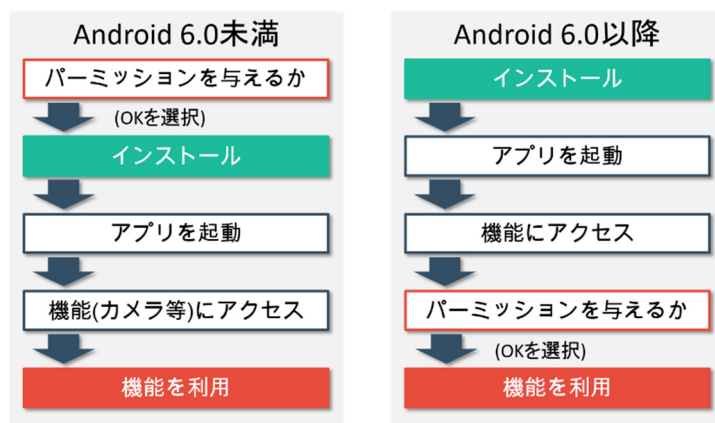 Android 6.0未満
パーミッションを与えるか
(OKを選択)
インストール
アプリを起動
機能(カメラ等)にアクセス
機能を利用
Android 6.0以降
インストール
アプリを起動
機能にアクセス
パーミッションを与えるか
(OKを選択)
機能を利用